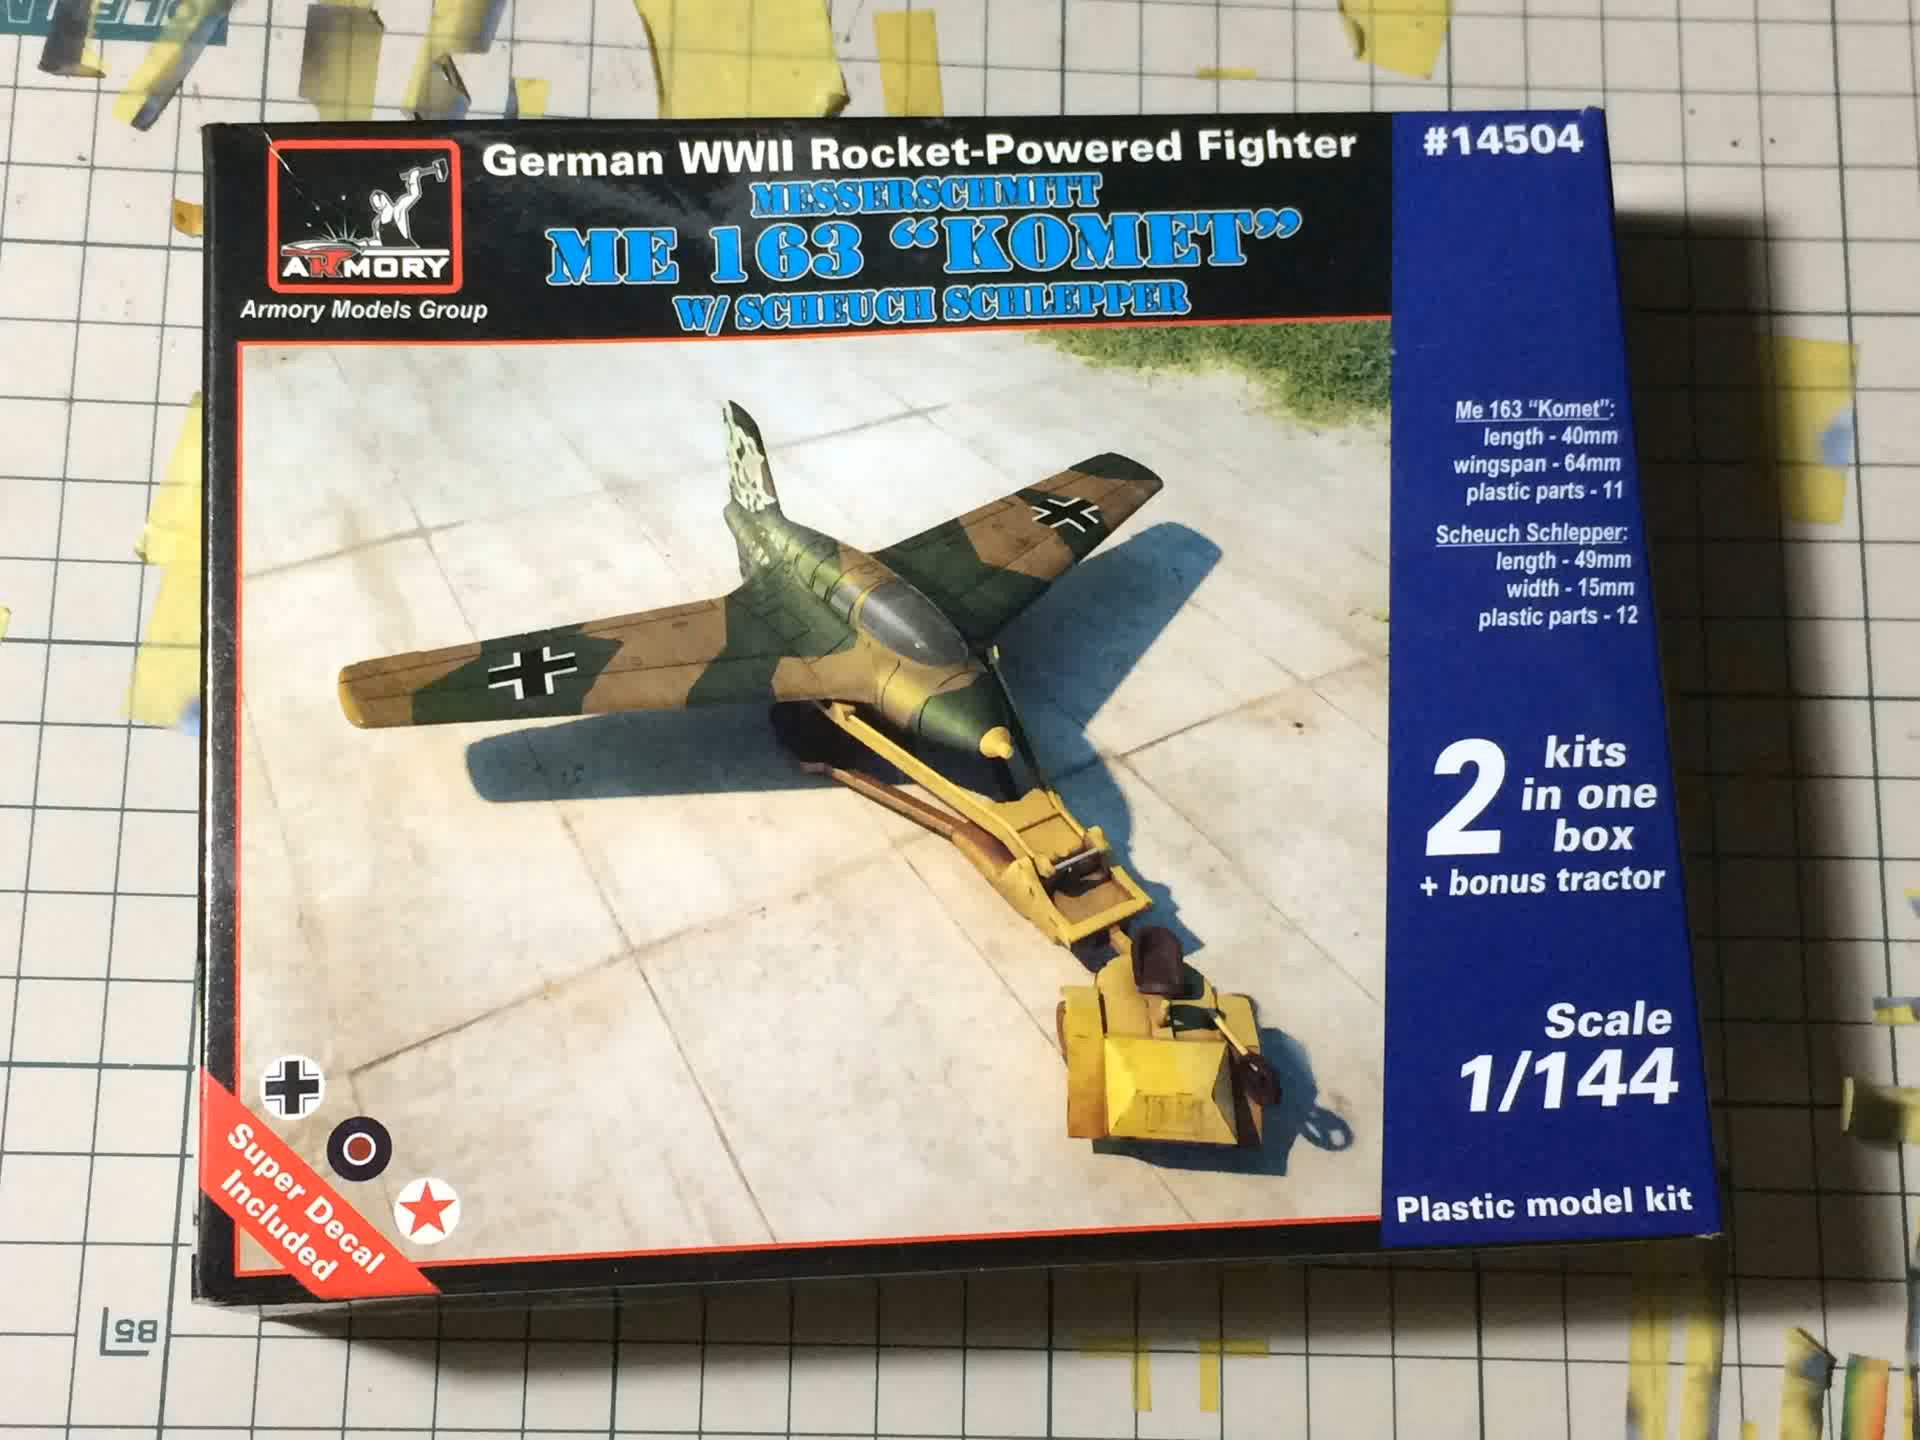 German WWII Rocket-Powered Fighter
#14504
MESSERSCHMITT
ME 163 “KOMET”
W/ SCHEUCH SCHLEPPER
ARMORY
Armory Models Group
Me 163 “Komet”:
length - 40mm
wingspan - 64mm
plastic parts - 11
Scheuch Schlepper:
length - 49mm
width - 15mm
plastic parts - 12
2 kits
in one
box
+ bonus tractor
Scale
1/144
Plastic model kit
Super Decal
Included
B5